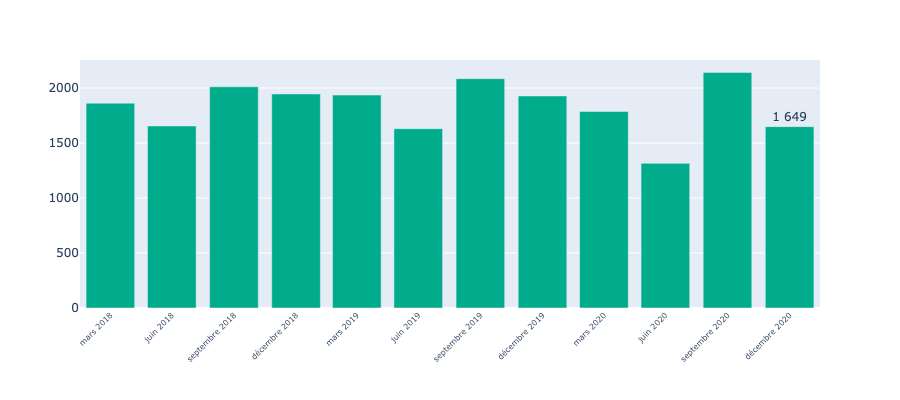 2000
1500
1000
500
0
1 649
mars 2018
juin 2018
septembre 2018
décembre 2018
mars 2019
juin 2019
septembre 2019
décembre 2019
mars 2020
juin 2020
septembre 2020
décembre 2020